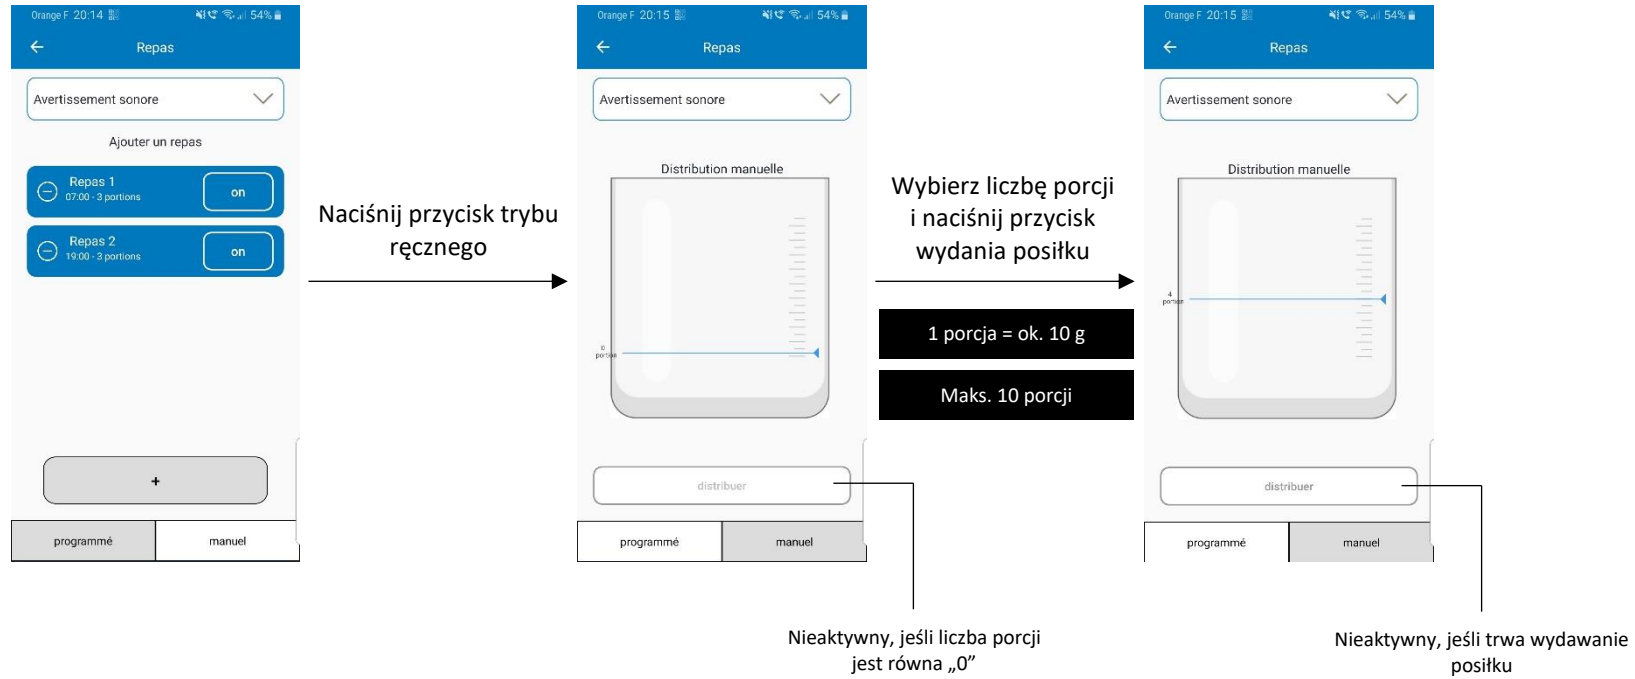 Orange F 20:14
54%
Repas
Avertissement sonore
Ajouter un repas
Repas 1
07:00 - 3 portions
on
Repas 2
19:00 - 3 portions
on
+
programmé
manuel
Naciśnij przycisk trybu
ręcznego
Orange F 20:15
54%
Repas
Avertissement sonore
Distribution manuelle
0
portion
distribuer
programmé
manuel
Nieaktywny, jeśli liczba porcji
jest równa „0”
Wybierz liczbę porcji
i naciśnij przycisk
wydania posiłku
1 porcja = ok. 10 g
Maks. 10 porcji
Orange F 20:15
54%
Repas
Avertissement sonore
Distribution manuelle
4
portion
distribuer
programmé
manuel
Nieaktywny, jeśli trwa wydawanie
posiłku